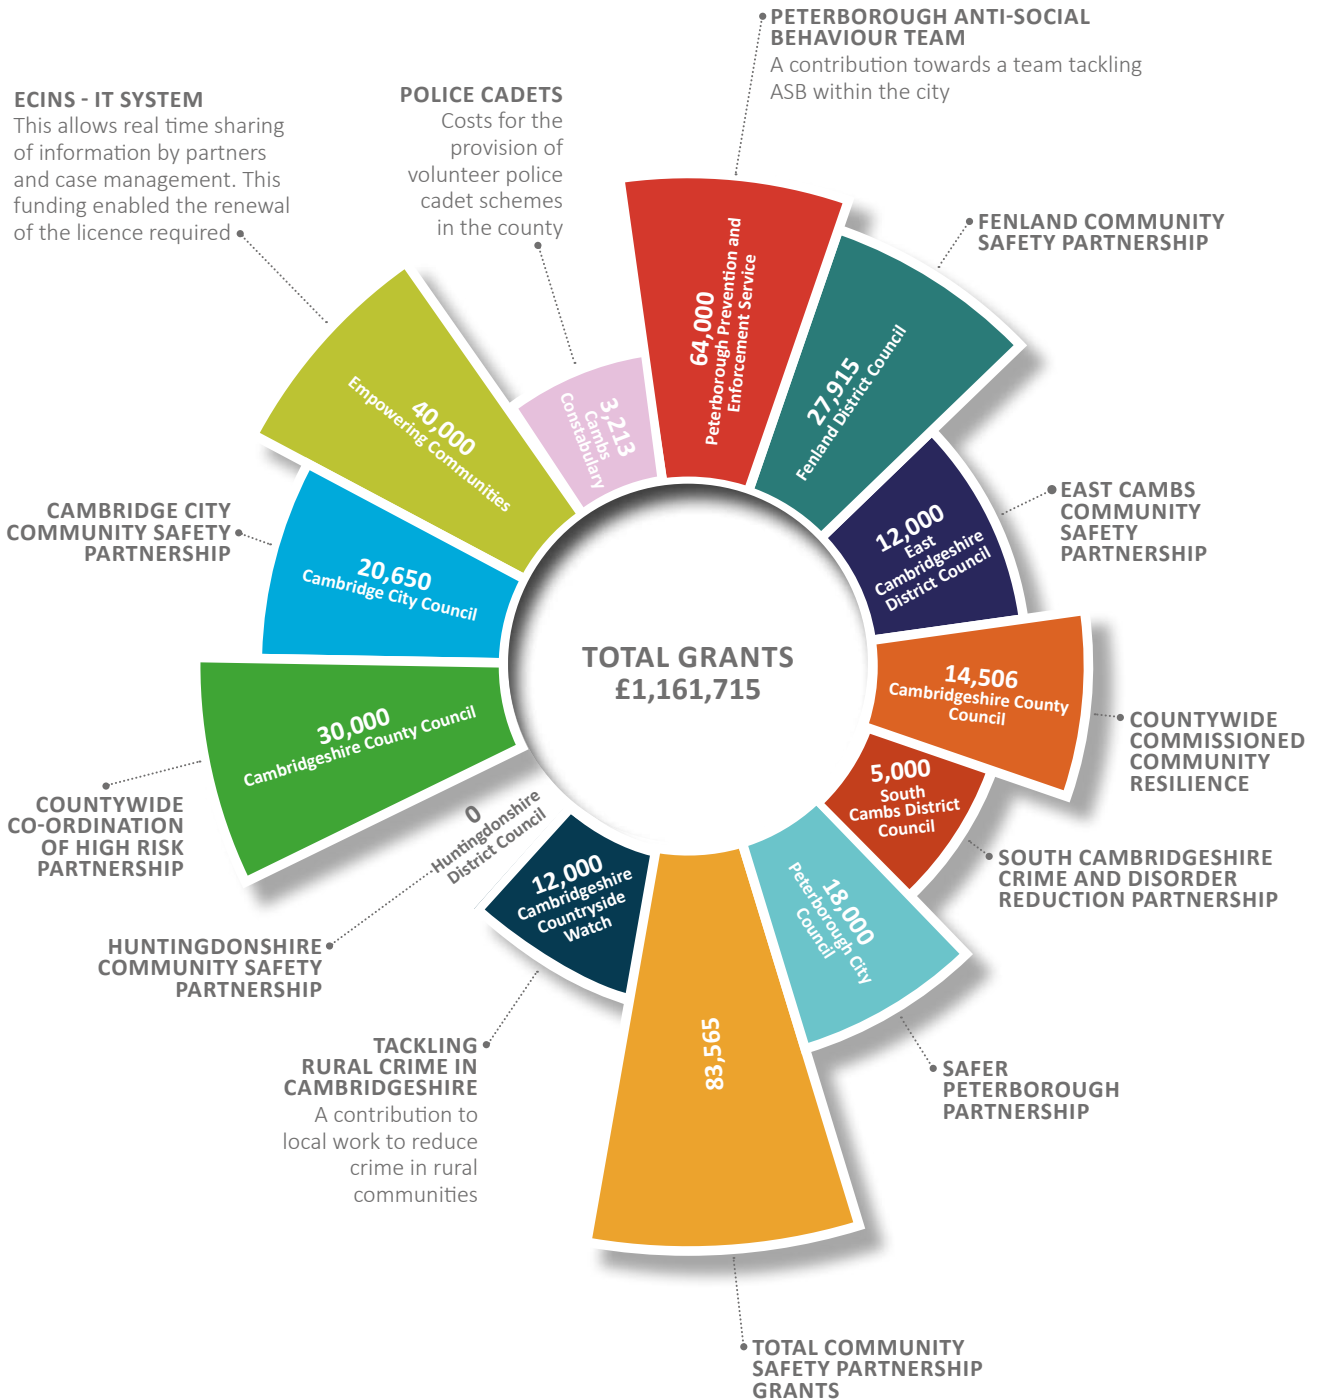 PETERBOROUGH ANTI-SOCIAL
BEHAVIOUR TEAM
A contribution towards a team tackling
ASB within the city
ECINS - IT SYSTEM
This allows real time sharing
of information by partners
and case management. This
funding enabled the renewal
of the licence required
POLICE CADETS
Costs for the
provision of
volunteer police
cadet schemes
in the county
64,000
Peterborough Prevention and
Enforcement Service
FENLAND COMMUNITY
SAFETY PARTNERSHIP
27,915
Fenland District Council
40,000
Empowering Communities
3,213
Cambs
Constabulary
EAST CAMBS
COMMUNITY
SAFETY
PARTNERSHIP
12,000
East
Cambridgeshire
District Council
CAMBRIDGE CITY
COMMUNITY SAFETY
PARTNERSHIP
20,650
Cambridge City Council
TOTAL GRANTS
£1,161,715
14,506
Cambridgeshire County
Council
COUNTYWIDE
COMMISSIONED
COMMUNITY
RESILIENCE
30,000
Cambridgeshire County Council
COUNTYWIDE
CO-ORDINATION
OF HIGH RISK
PARTNERSHIP
5,000
South
Cambs District
Council
SOUTH CAMBRIDGESHIRE
CRIME AND DISORDER
REDUCTION PARTNERSHIP
0
Huntingdonshire
District Council
HUNTINGDONSHIRE
COMMUNITY SAFETY
PARTNERSHIP
12,000
Cambridgeshire
Countryside
Watch
18,000
Peterborough City
Council
83,565
TACKLING
RURAL CRIME IN
CAMBRIDGESHIRE
A contribution to
local work to reduce
crime in rural
communities
SAFER
PETERBOROUGH
PARTNERSHIP
TOTAL COMMUNITY
SAFETY PARTNERSHIP
GRANTS